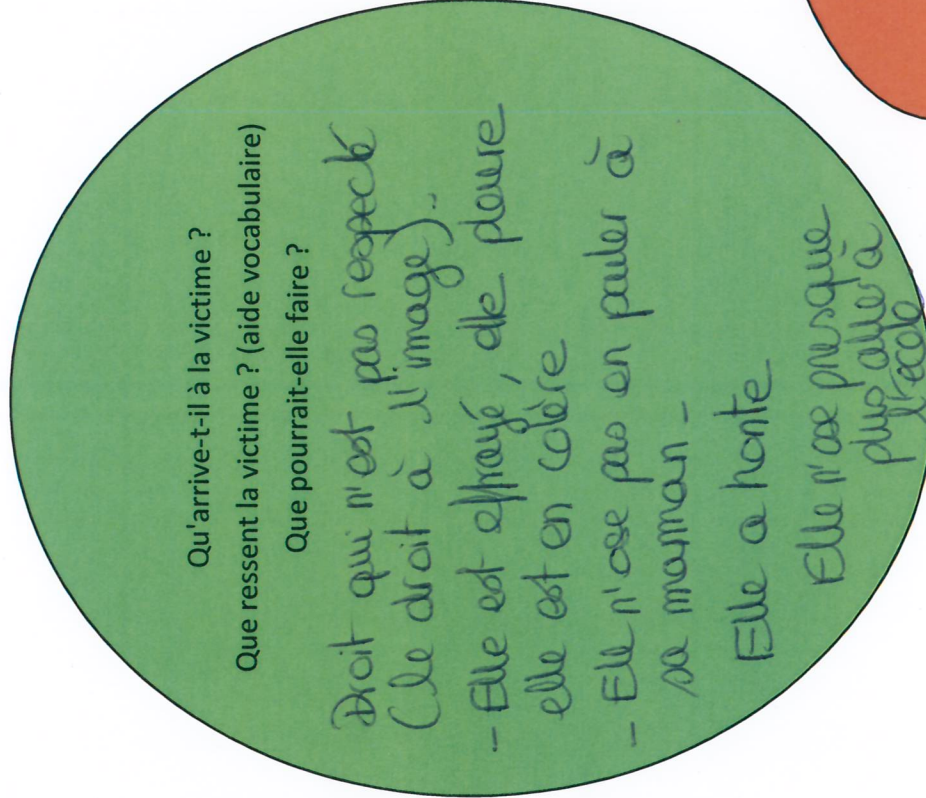 Qu'arrive-t-il à la victime ?
Que ressent la victime ? (aide vocabulaire)
Que pourrait-elle faire ?
Droit qui n'est pas respecté
(le droit à l'image)..
- Elle est effrayé, elle pleure
elle est en colère
- Elle n'ose pas en parler à
sa maman -
Elle a honte
Elle n'ose presque
plus aller à
l'école